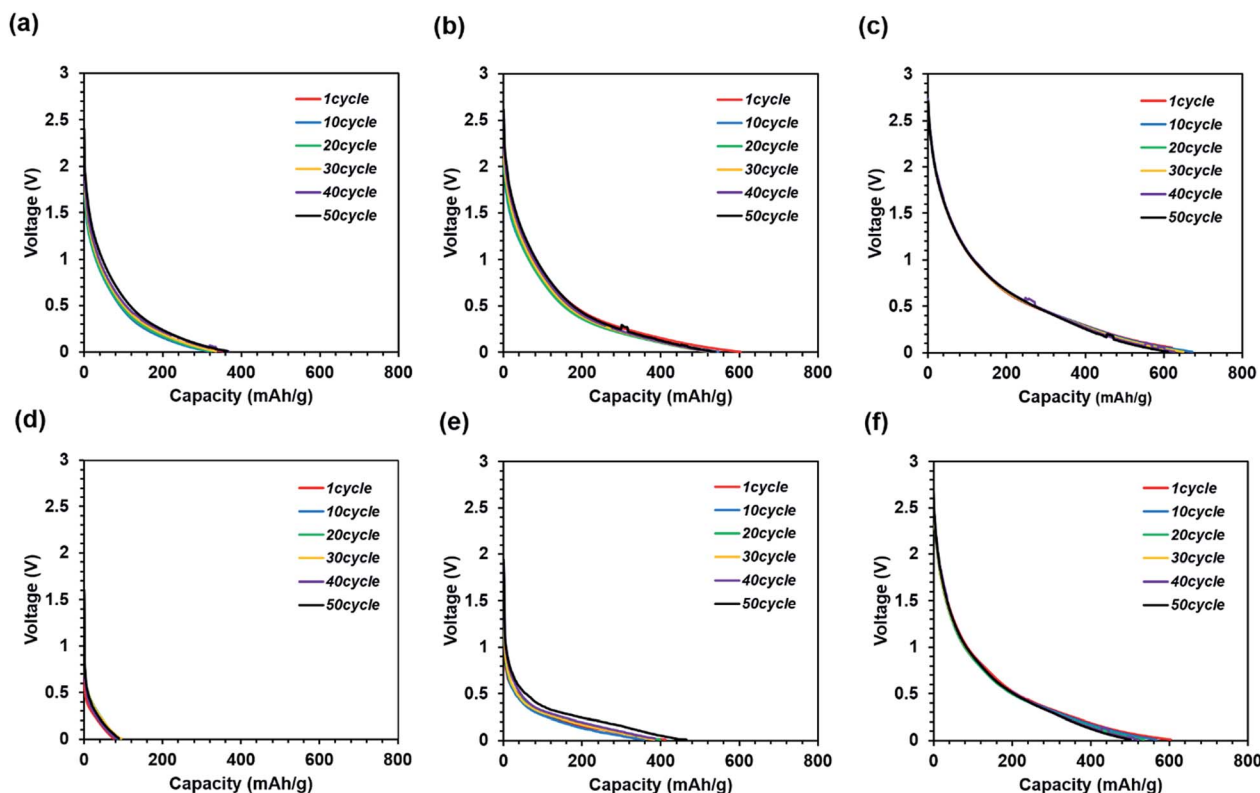 (a)
3
2.5
2
1.5
1
0.5
0
Voltage (V)
1cycle
10cycle
20cycle
30cycle
40cycle
50cycle
0 200 400 600 800
Capacity (mAh/g)
(b)
3
2.5
2
1.5
1
0.5
0
Voltage (V)
1cycle
10cycle
20cycle
30cycle
40cycle
50cycle
0 200 400 600 800
Capacity (mAh/g)
(c)
3
2.5
2
1.5
1
0.5
0
Voltage (V)
1cycle
10cycle
20cycle
30cycle
40cycle
50cycle
0 200 400 600 800
Capacity (mAh/g)
(d)
3
2.5
2
1.5
1
0.5
0
Voltage (V)
1cycle
10cycle
20cycle
30cycle
40cycle
50cycle
0 200 400 600 800
Capacity (mAh/g)
(e)
3
2.5
2
1.5
1
0.5
0
Voltage (V)
1cycle
10cycle
20cycle
30cycle
40cycle
50cycle
0 200 400 600 800
Capacity (mAh/g)
(f)
3
2.5
2
1.5
1
0.5
0
Voltage (V)
1cycle
10cycle
20cycle
30cycle
40cycle
50cycle
0 200 400 600 800
Capacity (mAh/g)